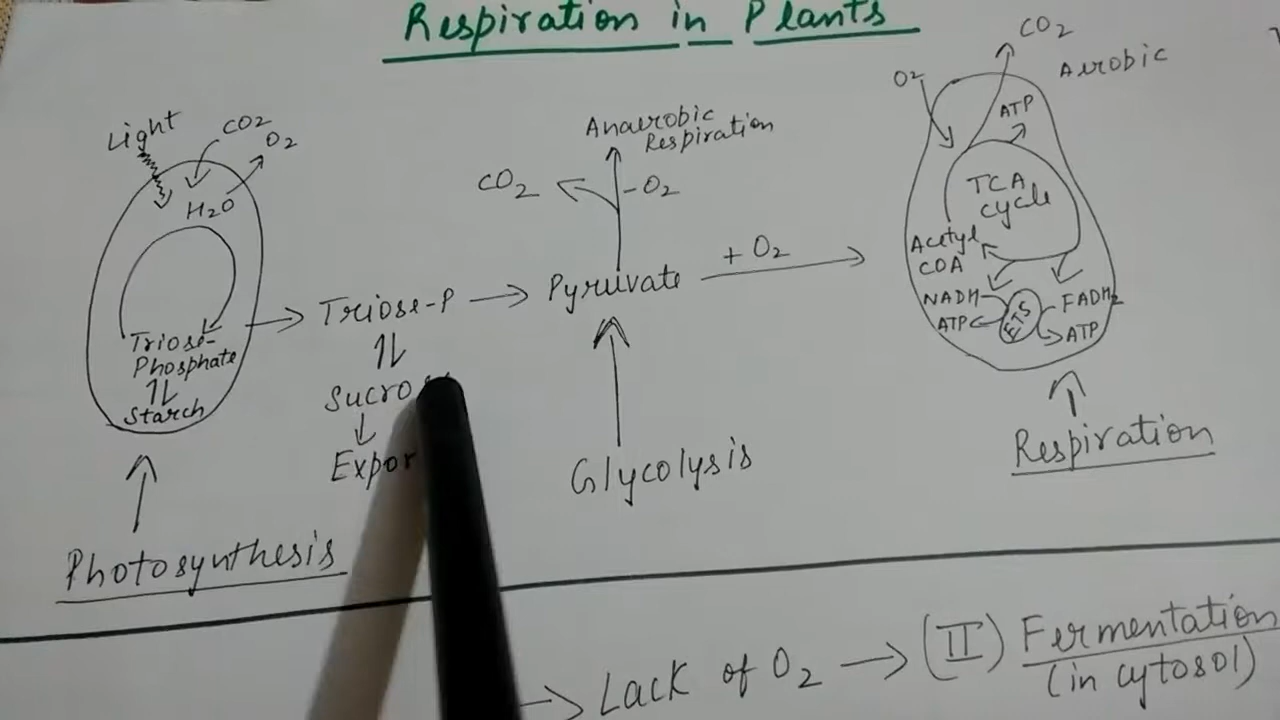 Respiration in Plants
Light
CO2
O2
H2O
Triose-
Phosphate
Starch
Photosynthesis
Triose-P
Sucro
Expor
Anaerobic
Respiration
CO2
-O2
Pyruvate
+ O2
Glycolysis
CO2
O2
Aerobic
ATP
TCA
cycle
Acetyl
COA
NADH
ATP
ETS
FADH2
ATP
Respiration
Lack of O2 → (II) Fermentation
(in cytosol)